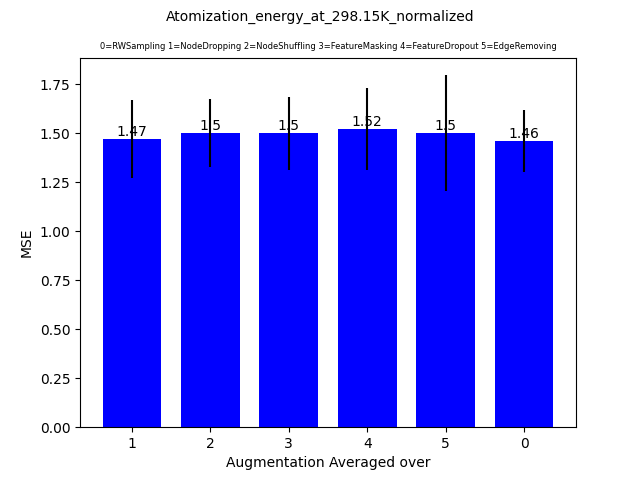 Atomization_energy_at_298.15K_normalized
0=RWSampling 1=NodeDropping 2=NodeShuffling 3=FeatureMasking 4=FeatureDropout 5=EdgeRemoving
1.75
1.50
1.25
1.00
0.75
0.50
0.25
0.00
MSE
1.47 1.5 1.5 1.52 1.5 1.46
1 2 3 4 5 0
Augmentation Averaged over